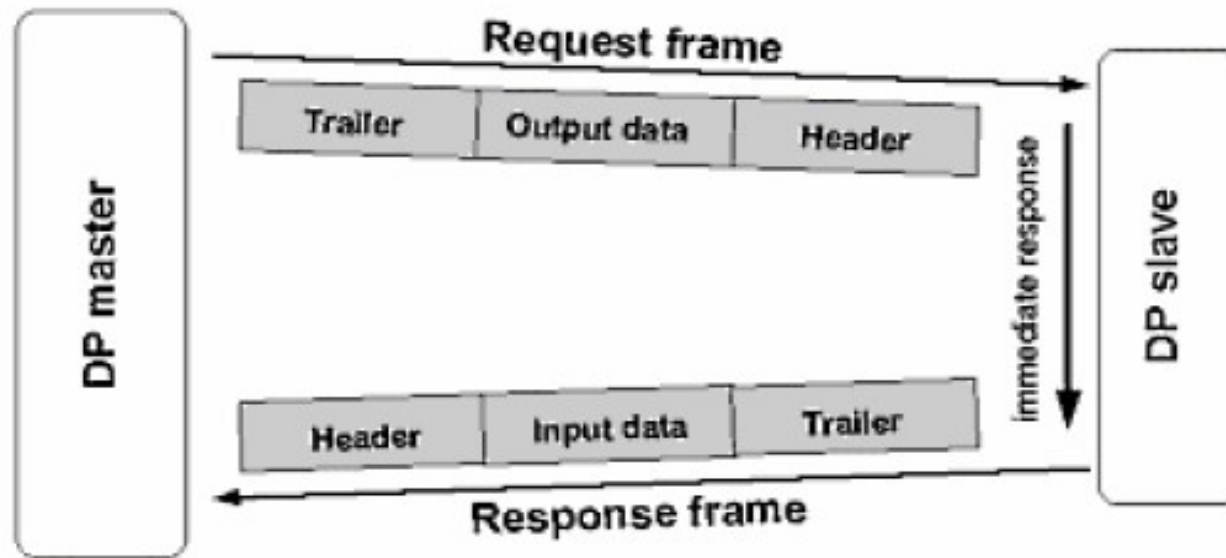 DP master
Request frame
Trailer Output data Header
immediate response
DP slave
Header Input data Trailer
Response frame